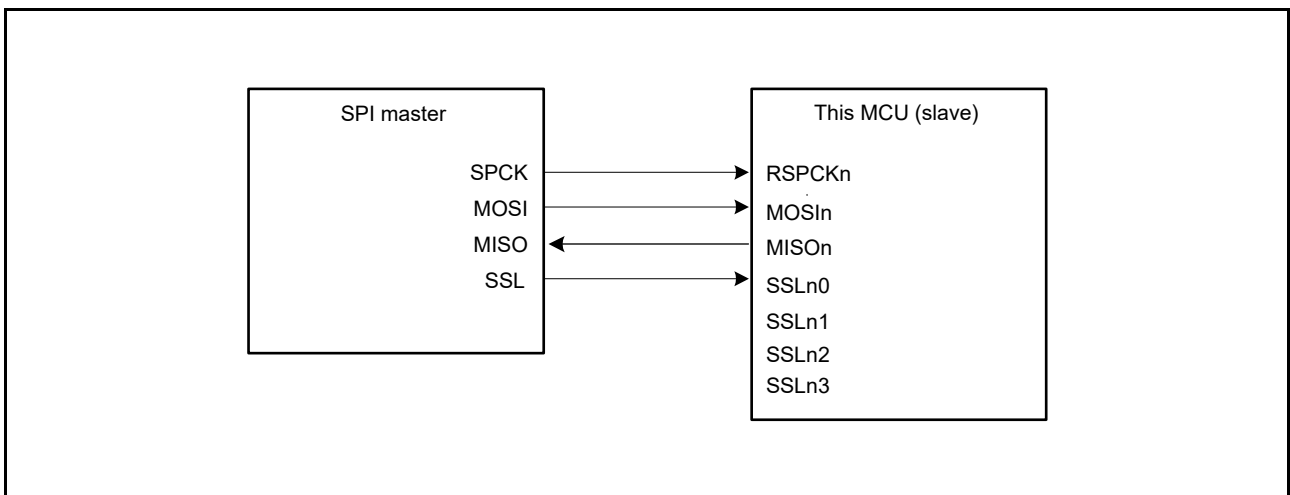 SPI master
SPCK
MOSI
MISO
SSL
This MCU (slave)
RSPCKn
MOSIn
MISOn
SSLn0
SSLn1
SSLn2
SSLn3